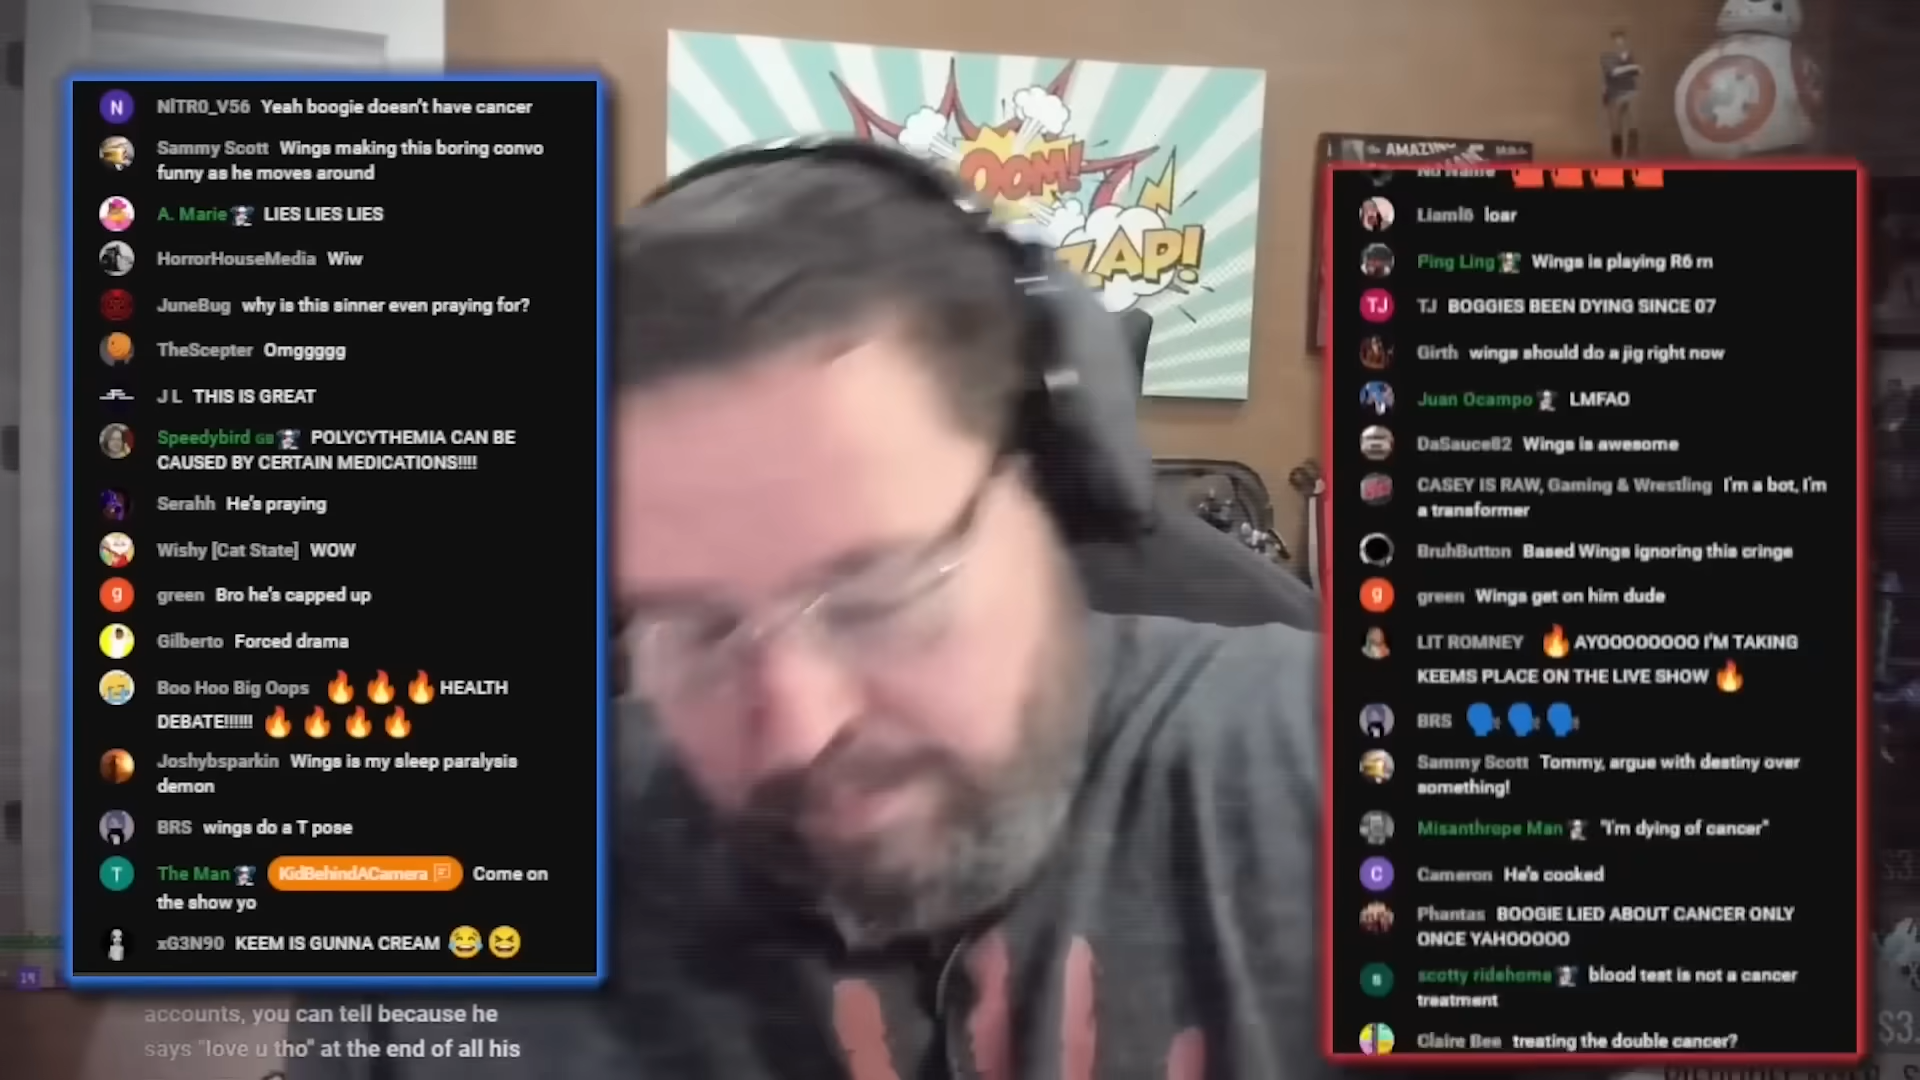 N NITR0_V56 Yeah boogie doesn't have cancer
Sammy Scott Wings making this boring convo
funny as he moves around
A. Marie LIES LIES LIES
HorrorHouseMedia Wiw
JuneBug why is this sinner even praying for?
TheScepter Omggggg
J L THIS IS GREAT
Speedybird GB POLYCYTHEMIA CAN BE
CAUSED BY CERTAIN MEDICATIONS!!!!
Serahh He's praying
Wishy [Cat State] WOW
g green Bro he's capped up
Gilberto Forced drama
Boo Hoo Big Oops 🔥 🔥 🔥 HEALTH
DEBATE!!!!!! 🔥 🔥 🔥 🔥
Joshybsparkin Wings is my sleep paralysis
demon
BRS wings do a T pose
T The Man KidBehindACamera Come on
the show yo
xG3N90 KEEM IS GUNNA CREAM 😂 😆
accounts, you can tell because he
says "love u tho" at the end of all his
OOM!
ZAP!
AMAZING
No Name
Liam16 loar
Ping Ling Wings is playing R6 rn
TJ TJ BOGGIES BEEN DYING SINCE 07
Girth wings should do a jig right now
Juan Ocampo LMFAO
DaSauce82 Wings is awesome
CASEY IS RAW, Gaming & Wrestling I'm a bot, I'm
a transformer
BruhButton Based Wings ignoring this cringe
g green Wings get on him dude
LIT ROMNEY 🔥 AYOOOOOOOO I'M TAKING
KEEMS PLACE ON THE LIVE SHOW 🔥
BRS 🗣 🗣 🗣
Sammy Scott Tommy, argue with destiny over
something!
Misanthrope Man "I'm dying of cancer"
C Cameron He's cooked
Phantas BOOGIE LIED ABOUT CANCER ONLY
ONCE YAHOOOOO
s scotty ridehome blood test is not a cancer
treatment
Claire Bee treating the double cancer?
$3.